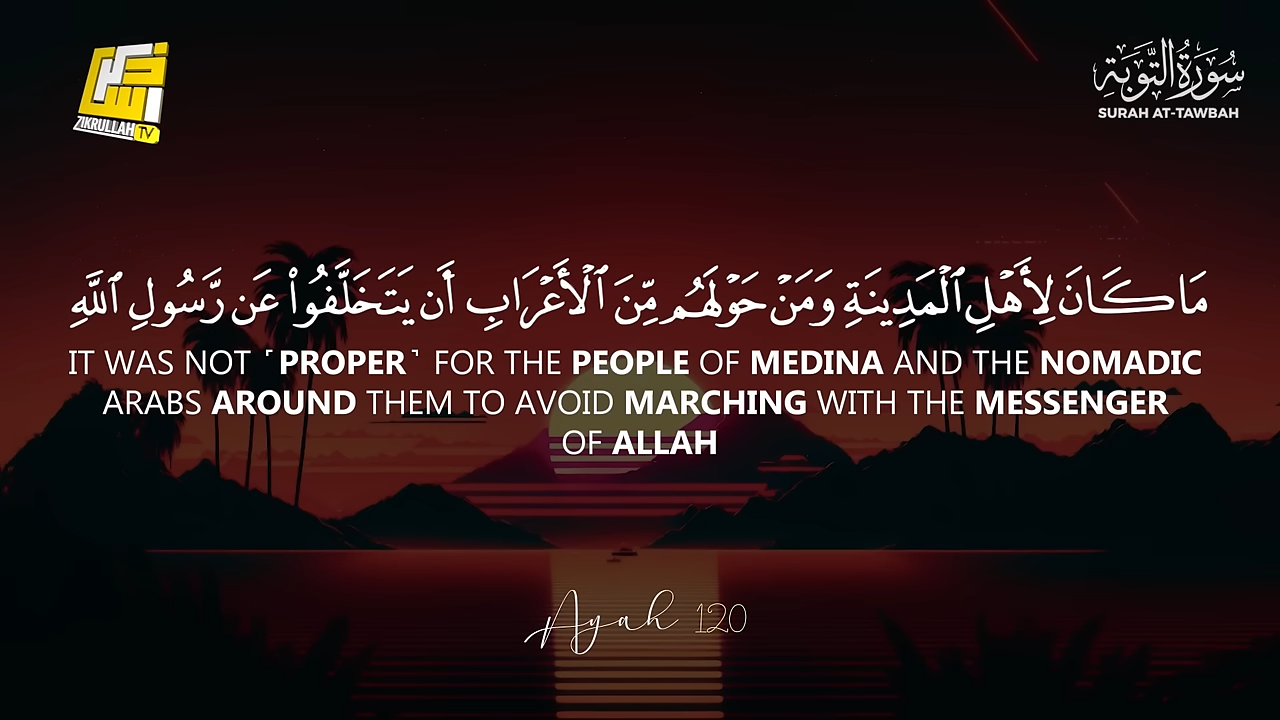 ذكر الله
ZIKRULLAH TV
سُورَةُ التَّوْبَةِ
SURAH AT-TAWBAH
مَا كَانَ لِأَهْلِ ٱلْمَدِينَةِ وَمَنْ حَوْلَهُم مِّنَ ٱلْأَعْرَابِ أَن يَتَخَلَّفُوا۟ عَن رَّسُولِ ٱللَّهِ
IT WAS NOT ˹PROPER˺ FOR THE PEOPLE OF MEDINA AND THE NOMADIC
ARABS AROUND THEM TO AVOID MARCHING WITH THE MESSENGER
OF ALLAH
Ayah 120